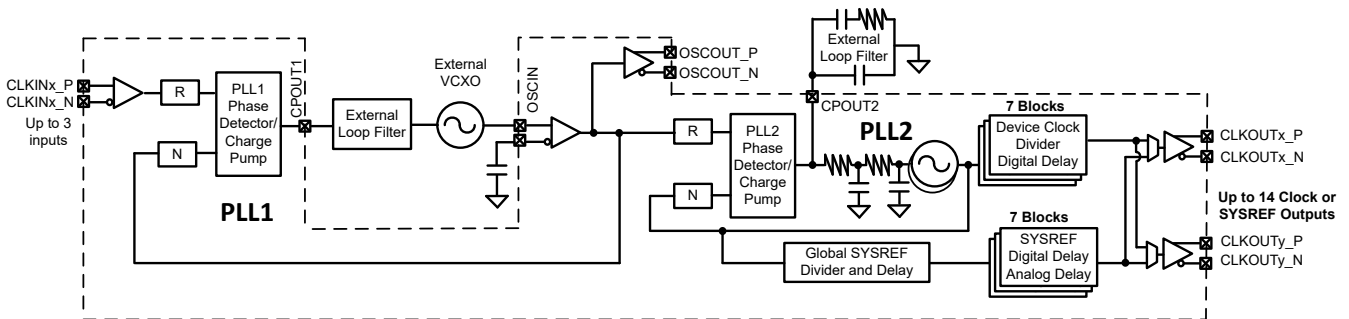 CLKINx_P
CLKINx_N
Up to 3
inputs
R
N
PLL1
Phase
Detector/
Charge
Pump
PLL1
CPOUT1
External
Loop Filter
External
VCXO
OSCIN
OSCOUT_P
OSCOUT_N
External
Loop Filter
CPOUT2
R
N
PLL2
Phase
Detector/
Charge
Pump
PLL2
7 Blocks
Device Clock
Divider
Digital Delay
Global SYSREF
Divider and Delay
7 Blocks
SYSREF
Digital Delay
Analog Delay
CLKOUTx_P
CLKOUTx_N
Up to 14 Clock or
SYSREF Outputs
CLKOUTy_P
CLKOUTy_N